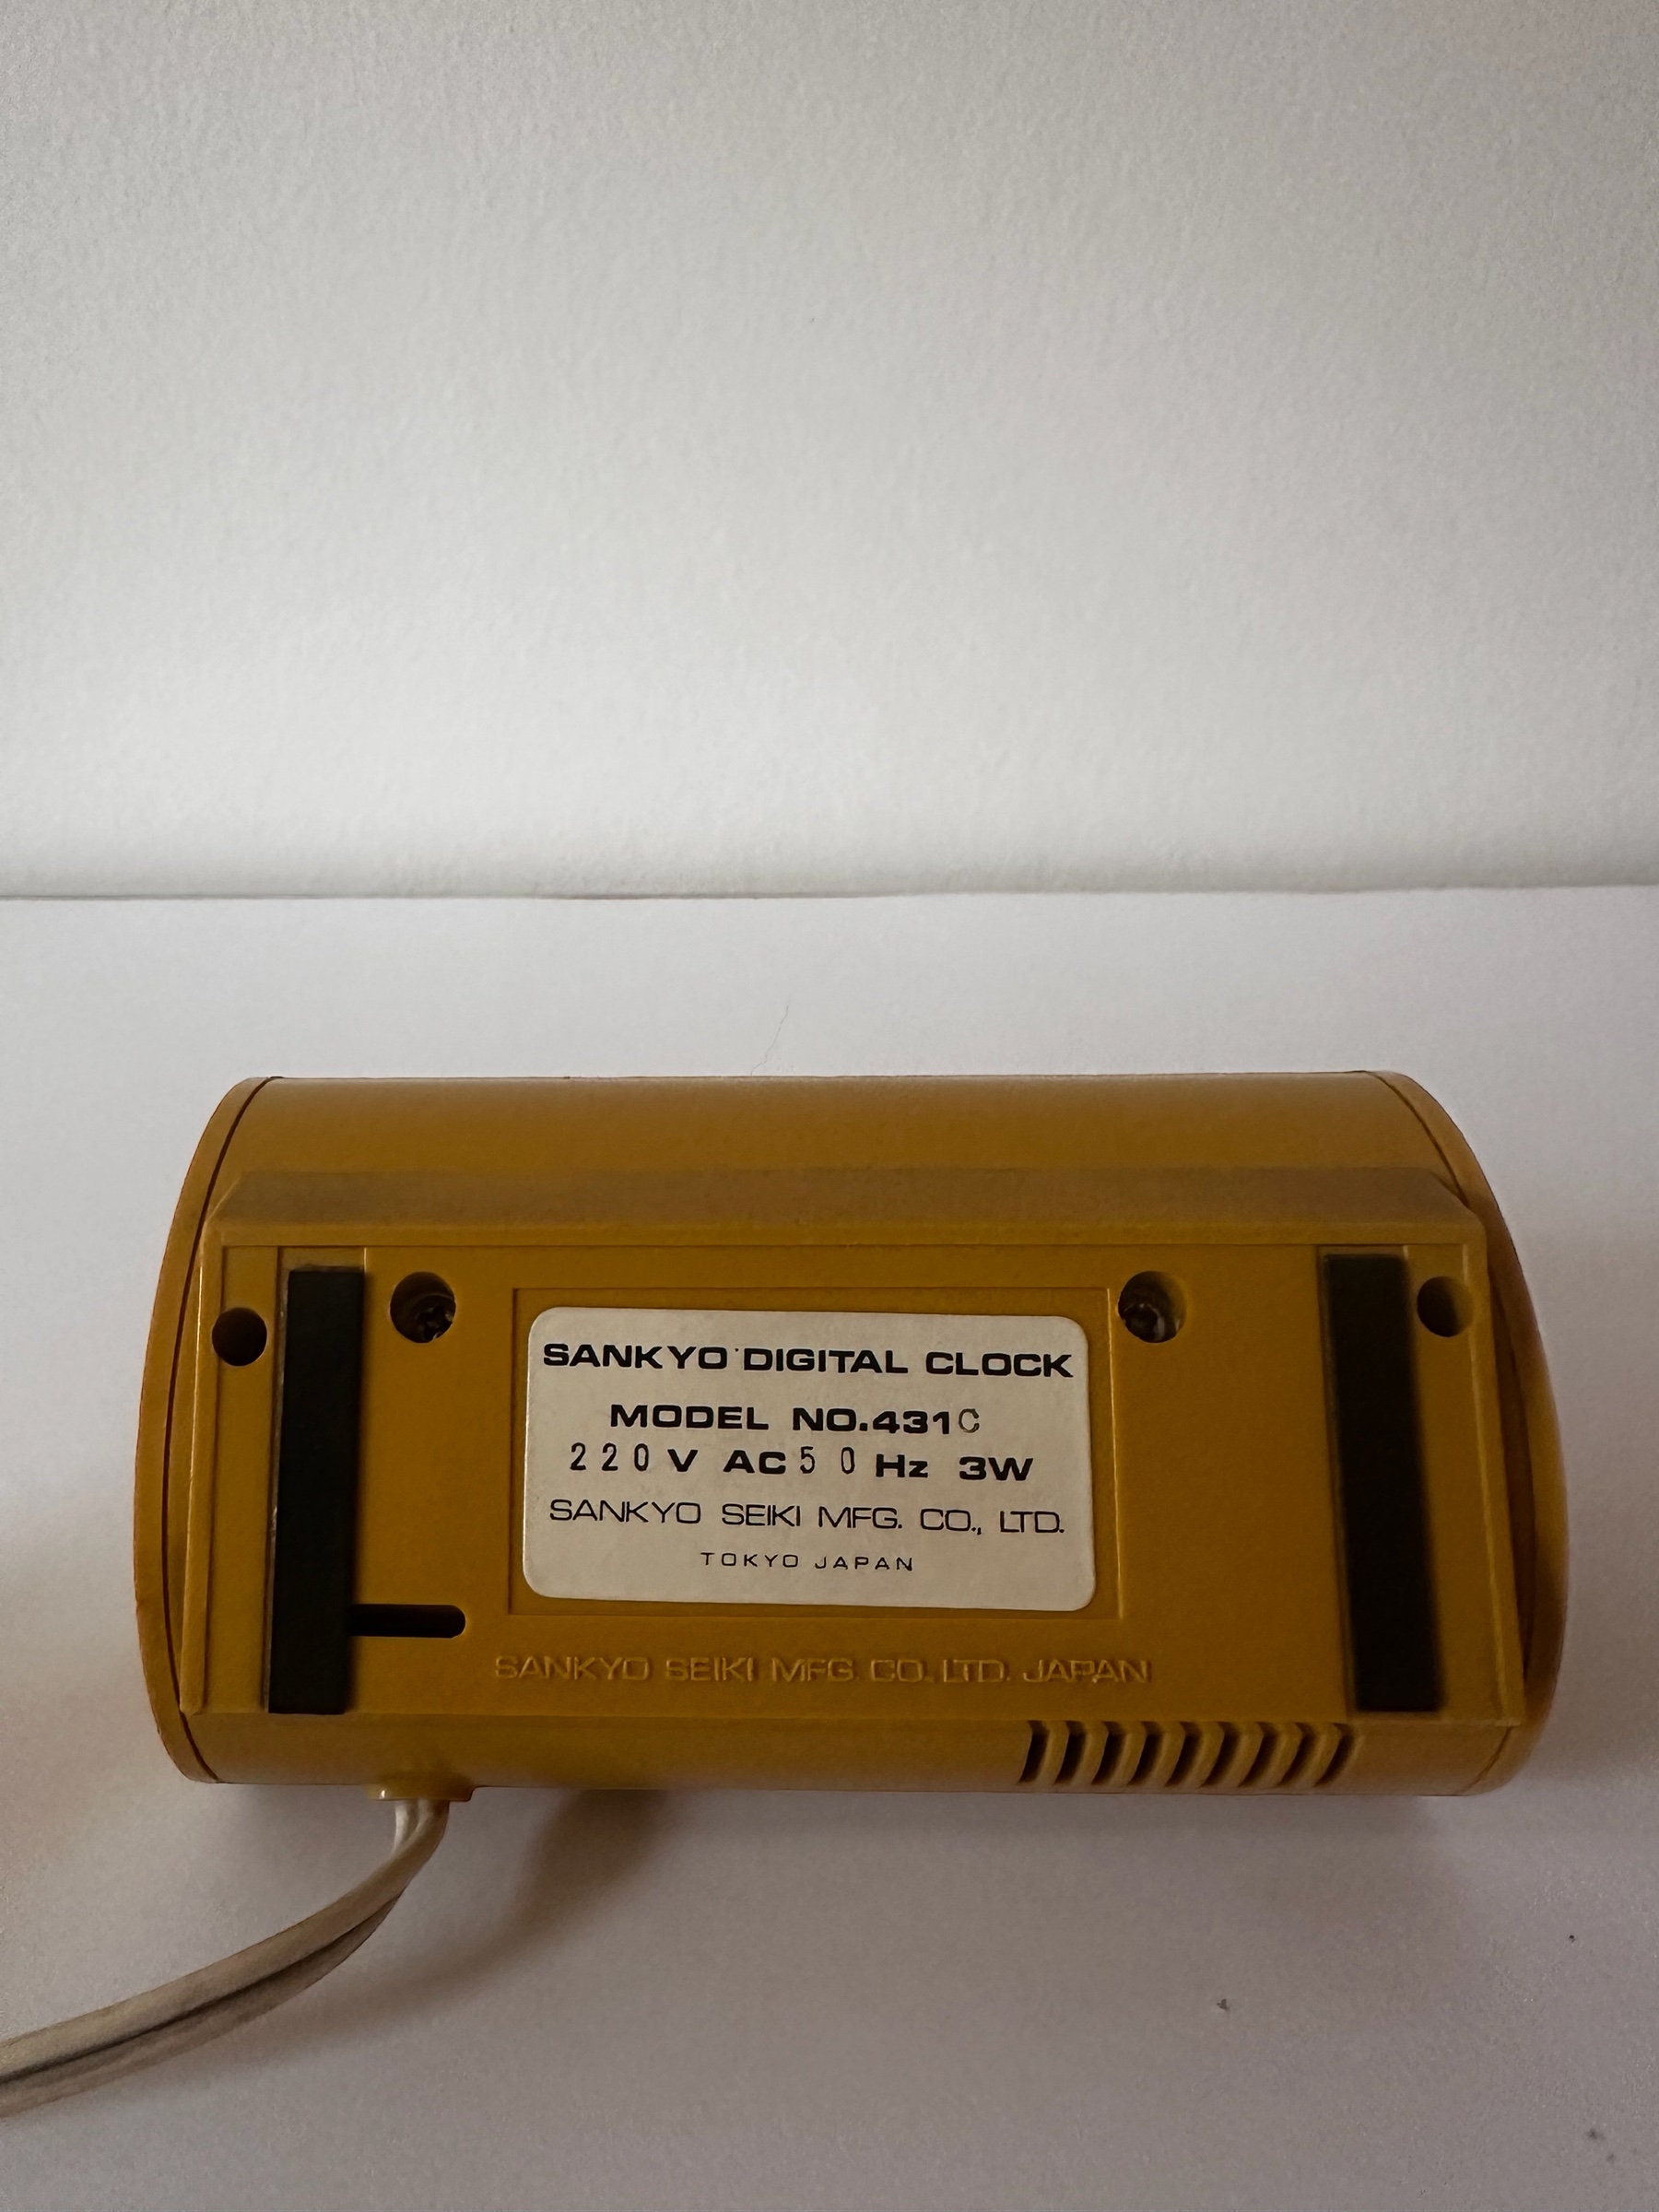 SANKYO DIGITAL CLOCK
MODEL NO.431C
220V AC50Hz 3W
SANKYO SEIKI MFG. CO., LTD.
TOKYO JAPAN
SANKYO SEIKI MFG. CO. LTD. JAPAN